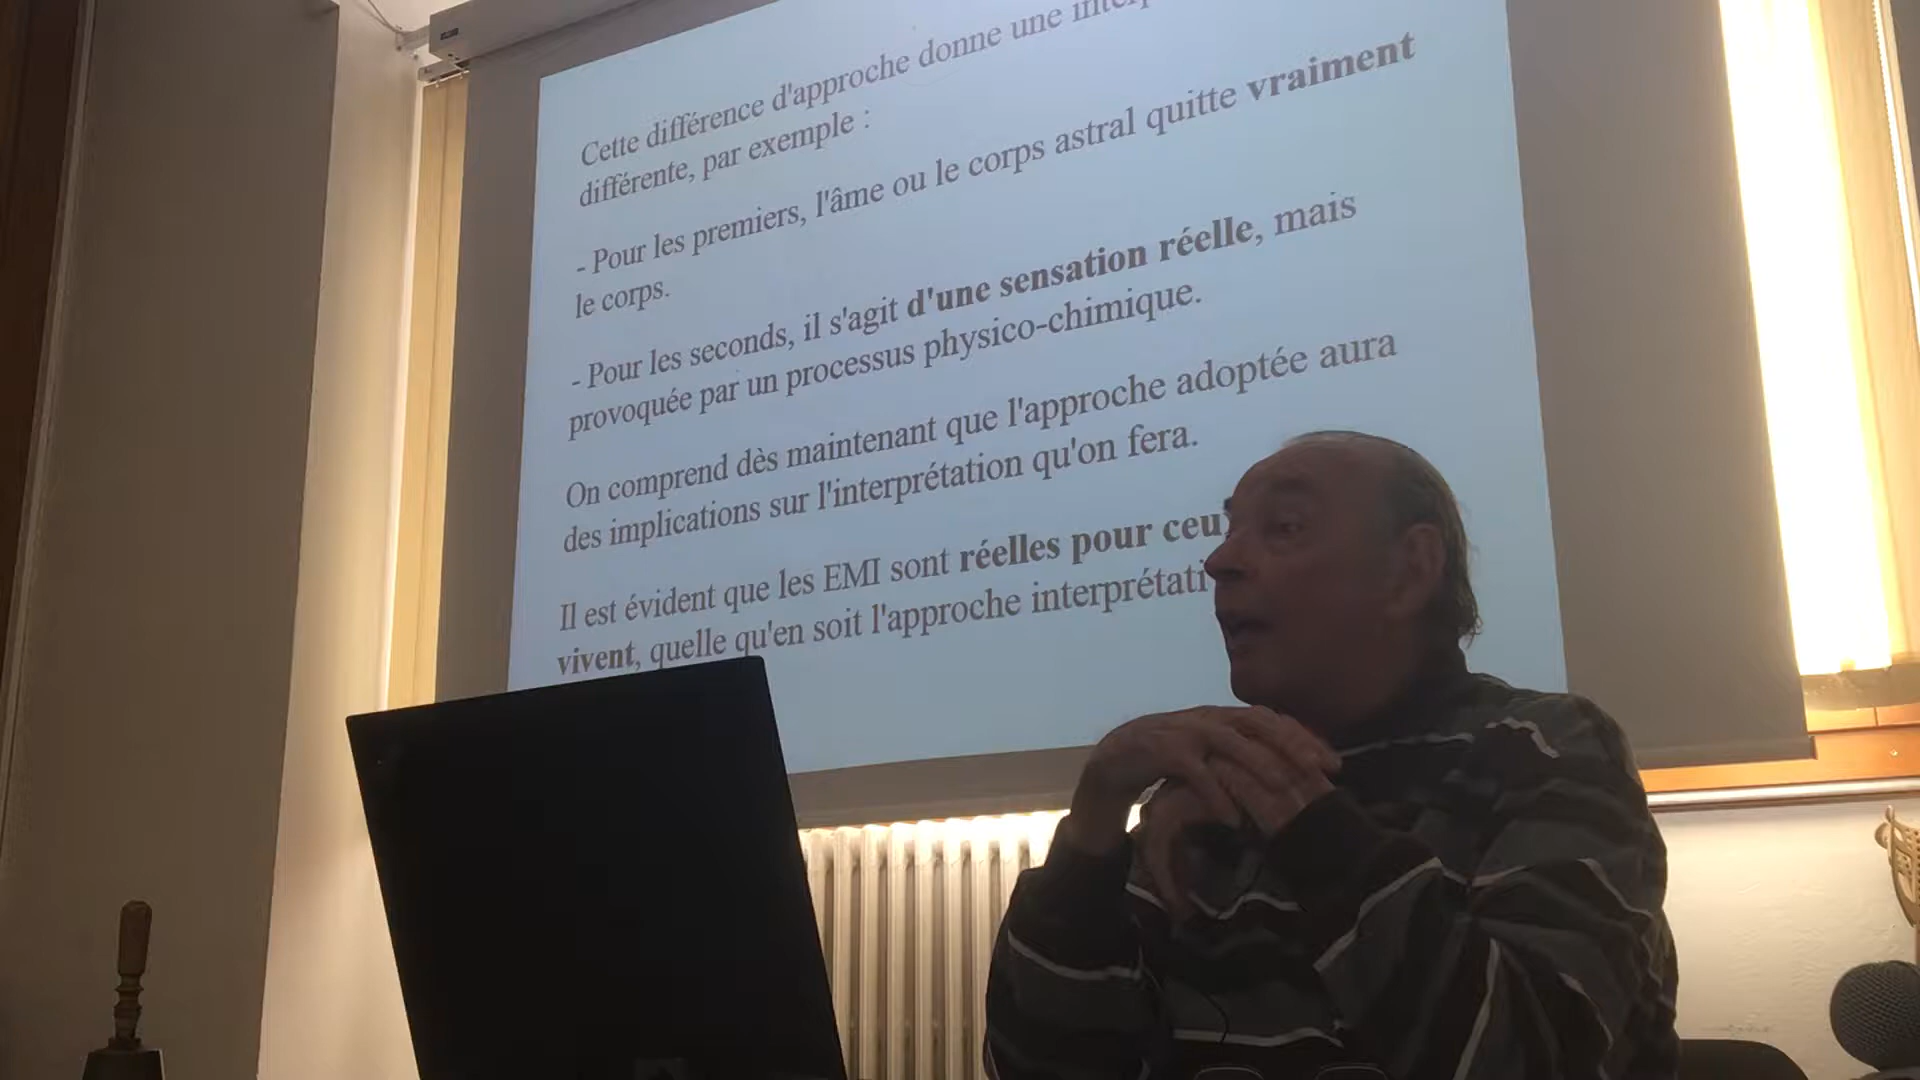 Cette différence d'approche donne une
différente, par exemple :
- Pour les premiers, l'âme ou le corps astral quitte vraiment
le corps.
- Pour les seconds, il s'agit d'une sensation réelle, mais
provoquée par un processus physico-chimique.
On comprend dès maintenant que l'approche adoptée aura
des implications sur l'interprétation qu'on fera.
Il est évident que les EMI sont réelles pour
vivent, quelle qu'en soit l'approche